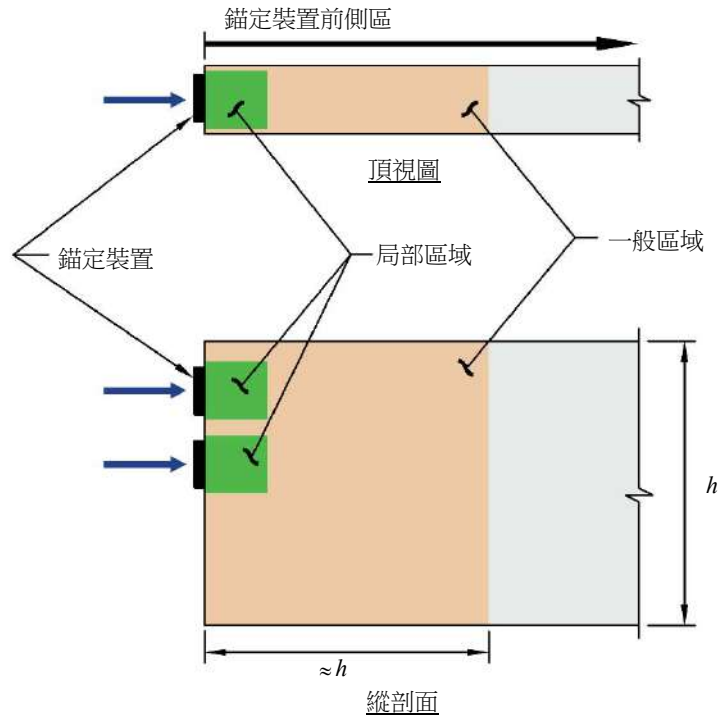 錨定裝置前側區
頂視圖
錨定裝置
局部區域
一般區域
h
≈h
縱剖面